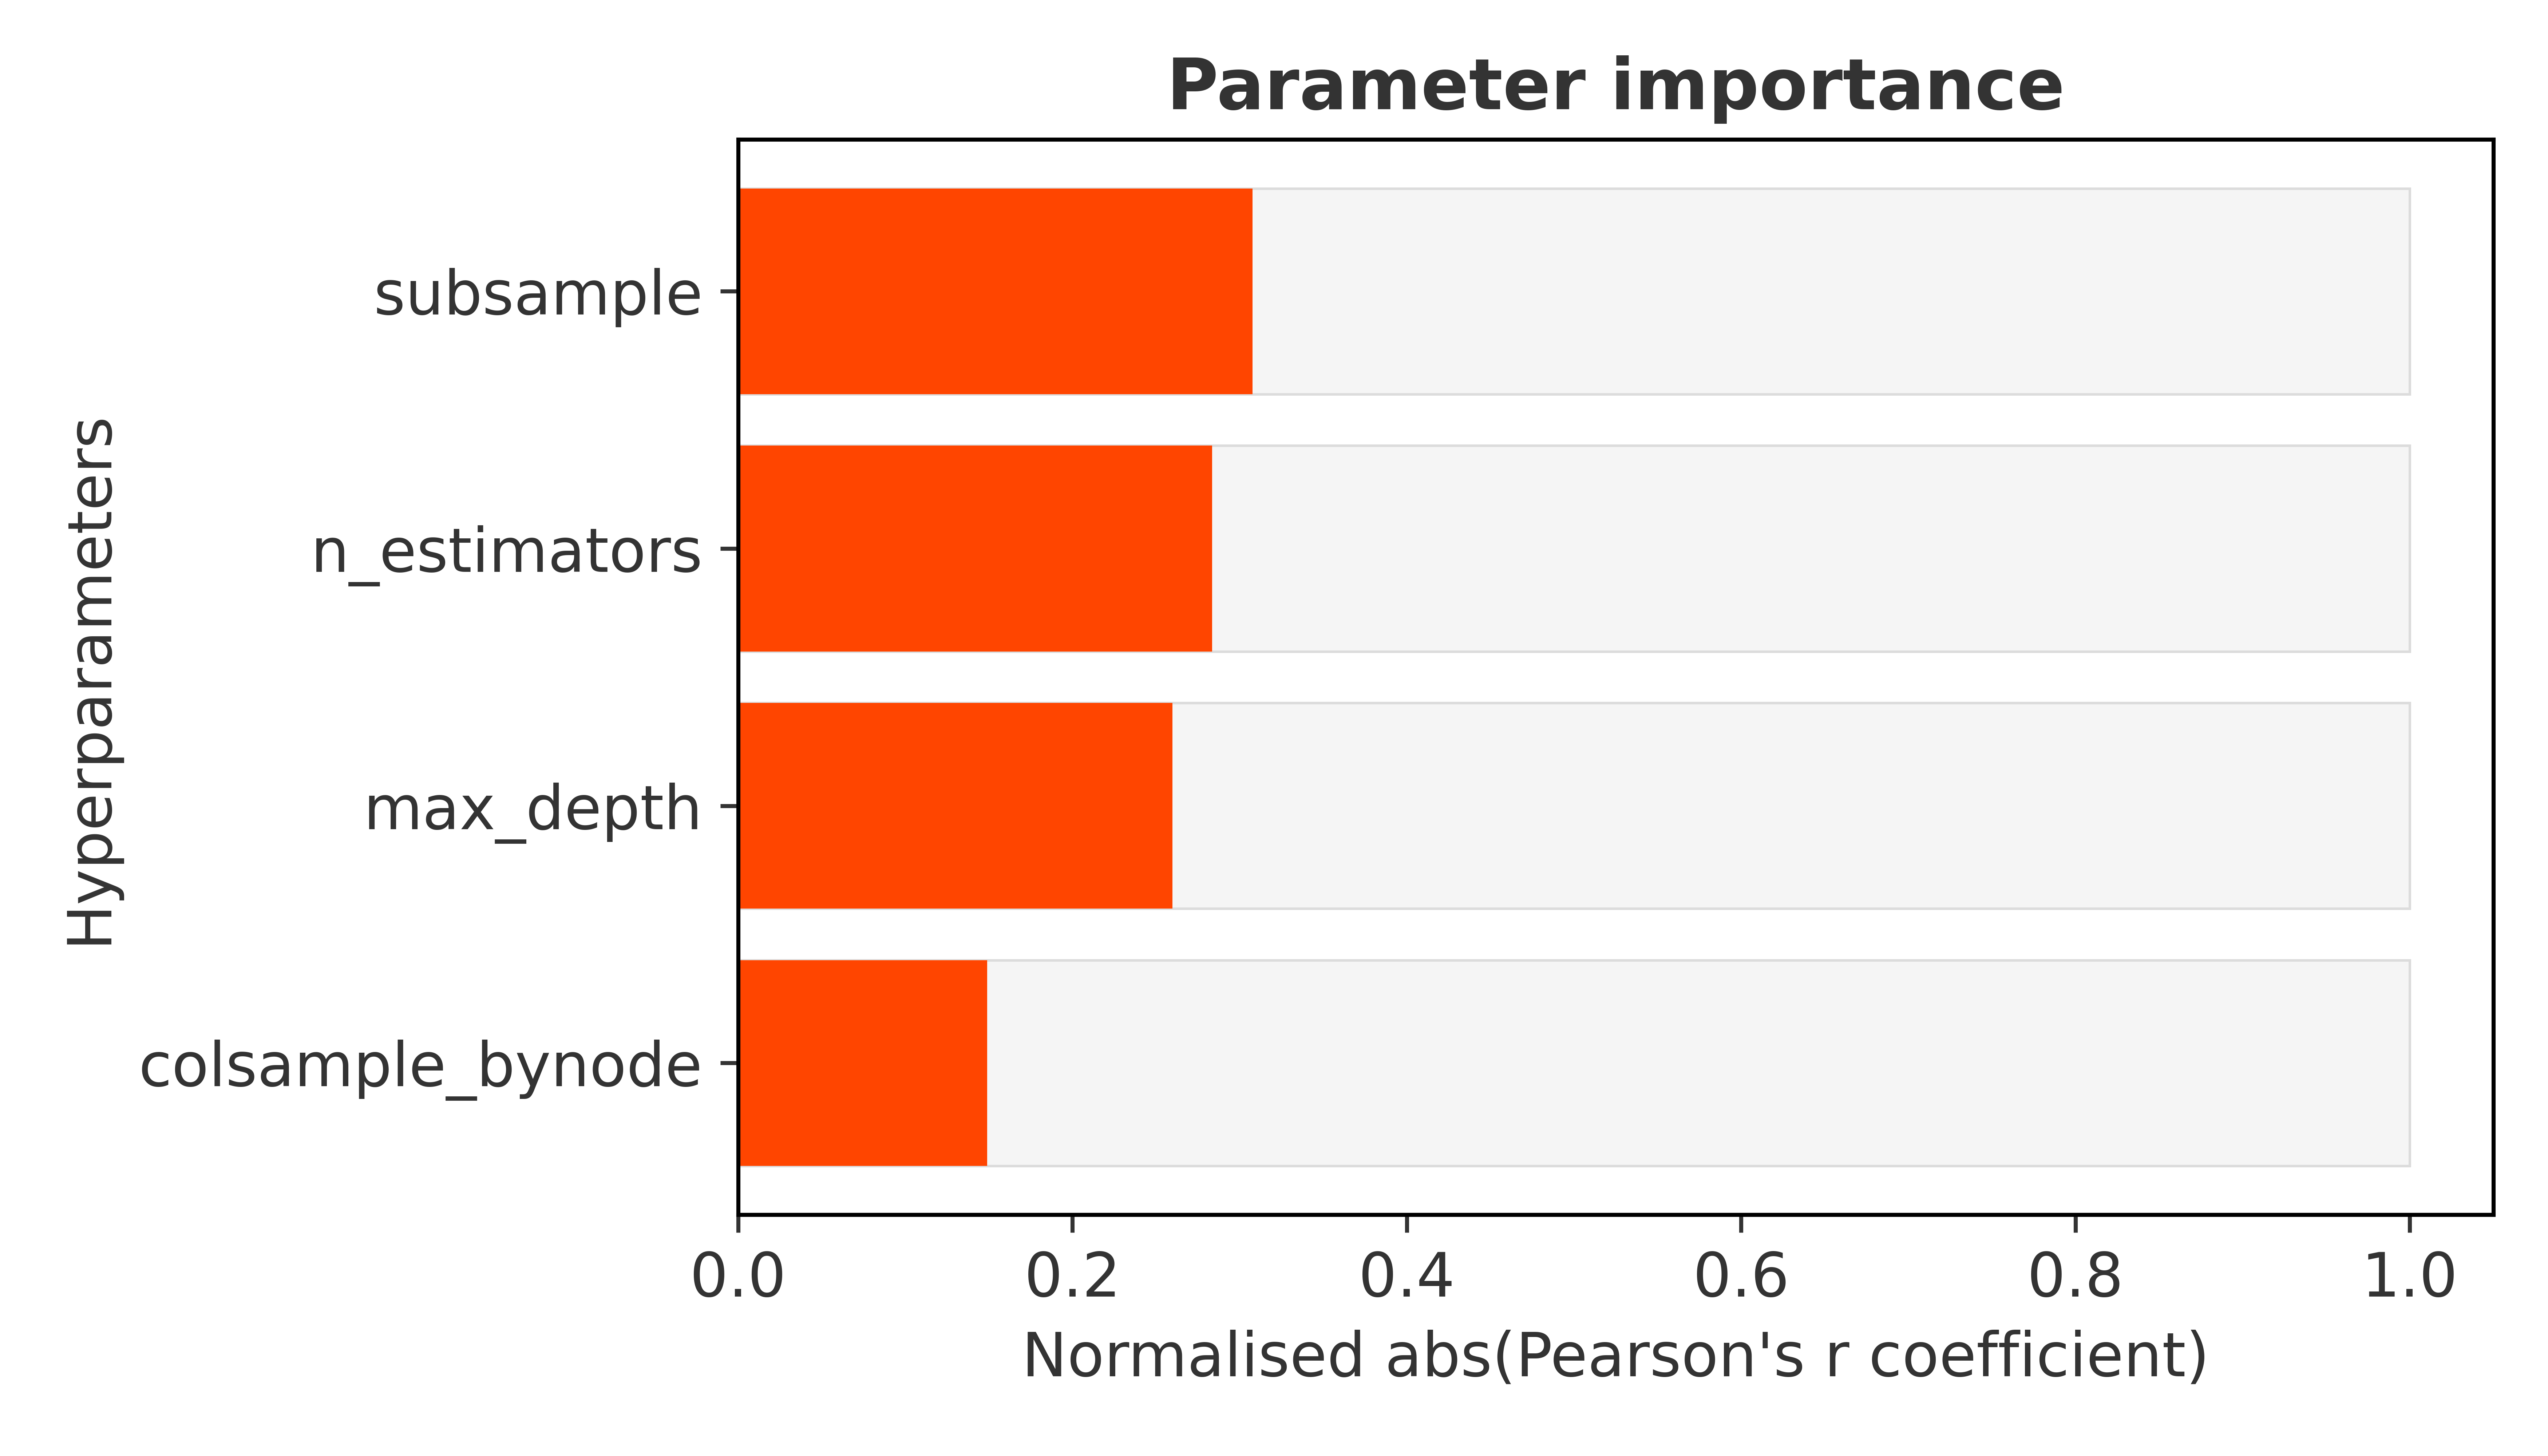 Parameter importance
Hyperparameters
subsample
n_estimators
max_depth
colsample_bynode
0.0 0.2 0.4 0.6 0.8 1.0
Normalised abs(Pearson's r coefficient)